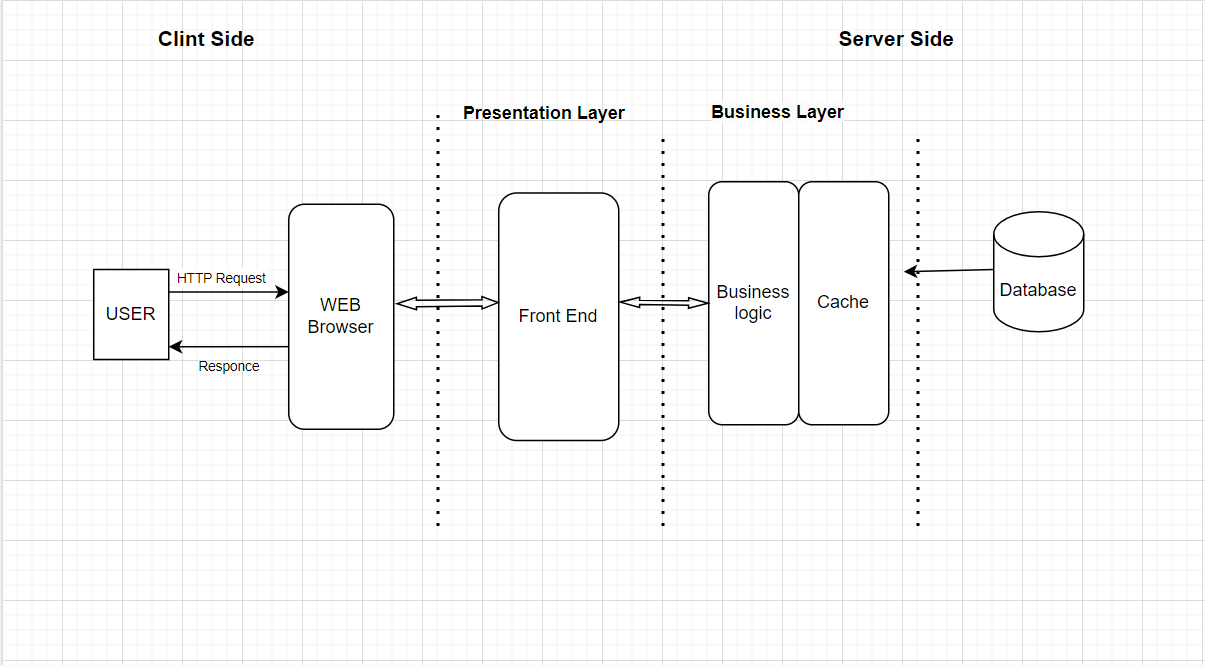 Clint Side
Server Side
Presentation Layer
Business Layer
HTTP Request
USER
Responce
WEB
Browser
Front End
Business
logic
Cache
Database